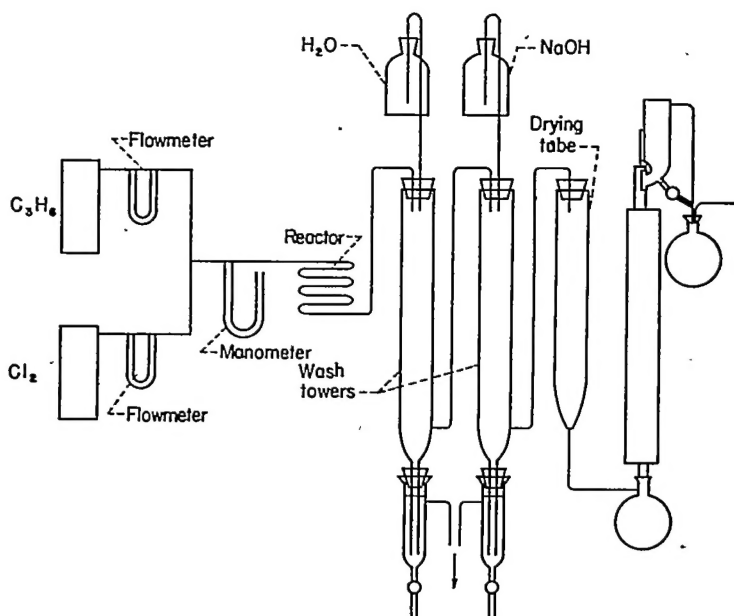 H₂O
NaOH
Flowmeter
Drying
tabe
C₃H₆
Reactor
Manometer
Cl₂
Flowmeter
Wash
towers